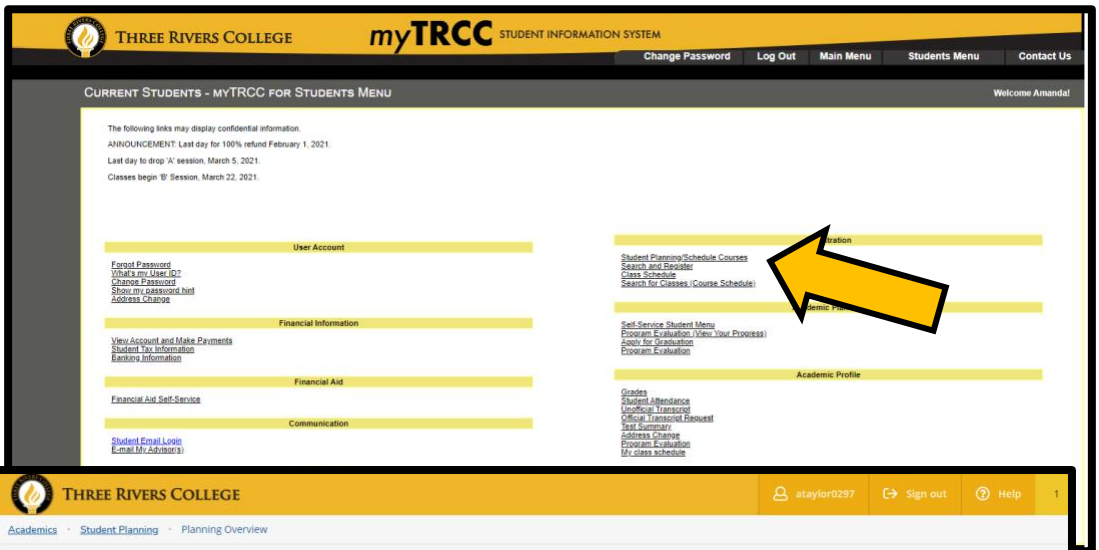 THREE RIVERS COLLEGE
myTRCC STUDENT INFORMATION SYSTEM
Change Password Log Out Main Menu Students Menu Contact Us
CURRENT STUDENTS - MYTRCC FOR STUDENTS MENU
Welcome Amanda!
The following links may display confidential information.
ANNOUNCEMENT: Last day for 100% refund February 1, 2021.
Last day to drop 'A' session, March 5, 2021.
Classes begin 'B' Session, March 22, 2021.
User Account
Forgot Password
What's my User ID?
Change Password
Show my password hint
Address Change
Financial Information
View Account and Make Payments
Student Tax Information
Banking Information
Financial Aid
Financial Aid Self-Service
Communication
Student Email Login
E-mail My Advisor(s)
Student Planning/Schedule Courses
Search and Register
Class Schedule
Search for Classes (Course Schedule)
Self-Service Student Menu
Program Evaluation (View Your Progress)
Apply for Graduation
Program Evaluation
Academic Profile
Grades
Student Attendance
Unofficial Transcript
Official Transcript Request
Test Summary
Address Change
Program Evaluation
My class schedule
THREE RIVERS COLLEGE
ataylor0297 Sign out Help 1
Academics · Student Planning · Planning Overview